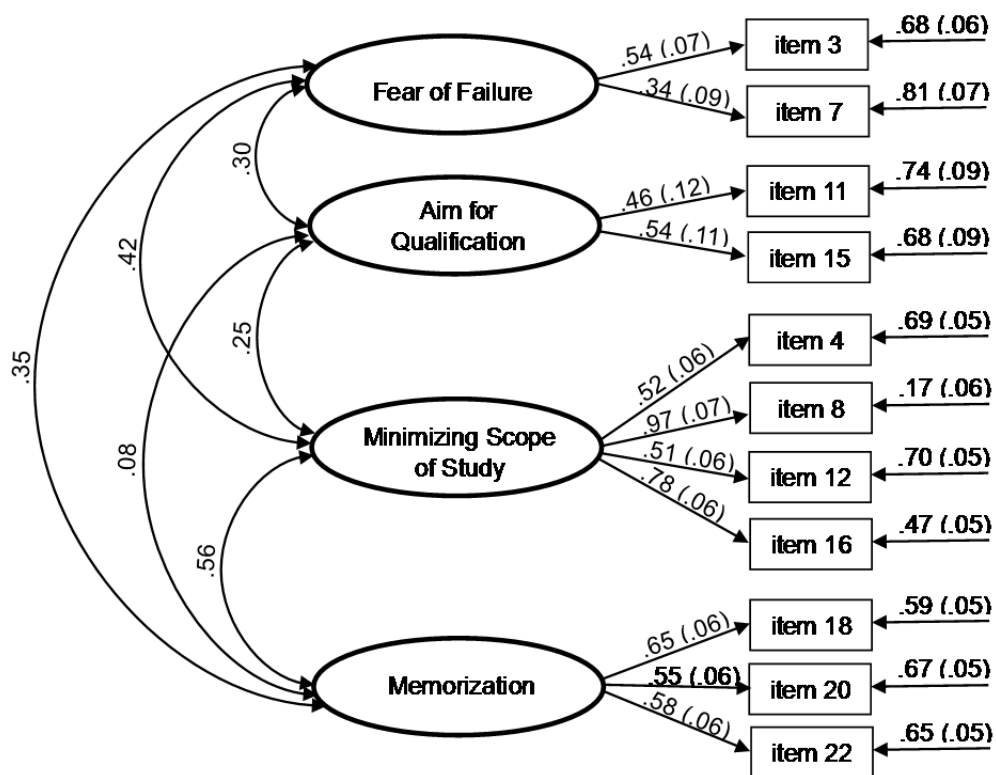 .54 (.07)
item 3
.68 (.06)
Fear of Failure
.34 (.09)
item 7
.81 (.07)
.30
.46 (.12)
item 11
.74 (.09)
Aim for
Qualification
.54 (.11)
item 15
.68 (.09)
.42
.25
.35
.08
.52 (.06)
item 4
.69 (.05)
.97 (.07)
item 8
.17 (.06)
Minimizing Scope
of Study
.51 (.06)
item 12
.70 (.05)
.78 (.06)
item 16
.47 (.05)
.56
.65 (.06)
item 18
.59 (.05)
Memorization
.55 (.06)
item 20
.67 (.05)
.58 (.06)
item 22
.65 (.05)